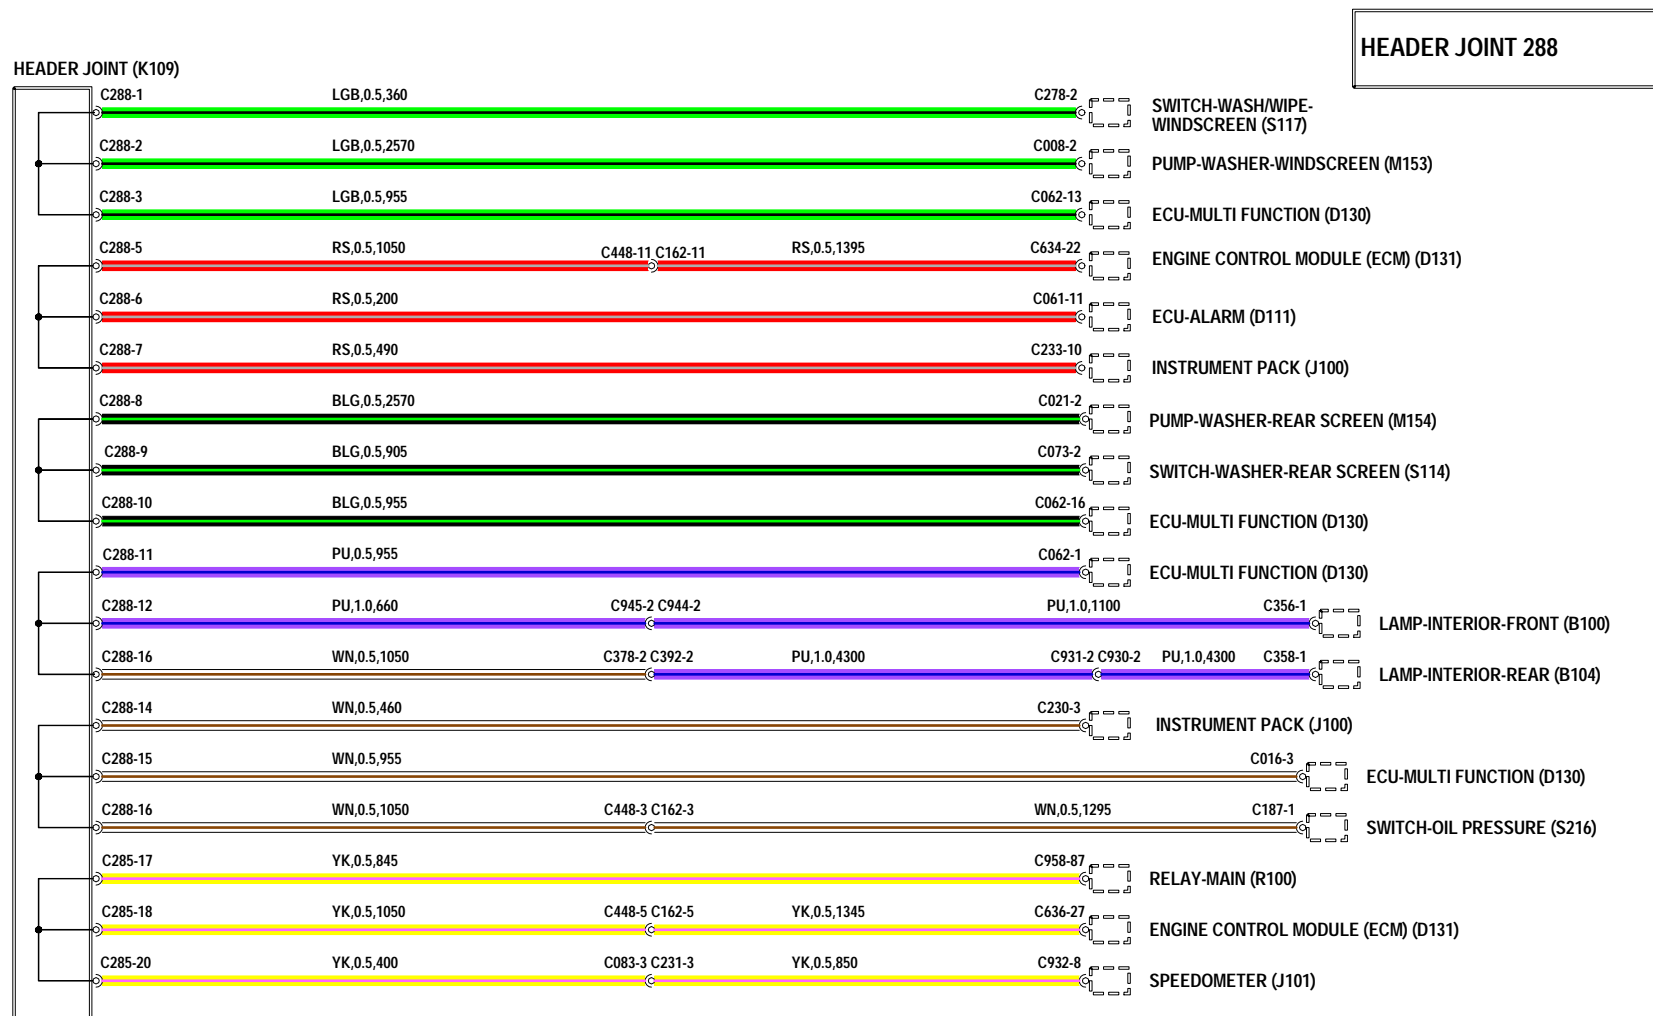 HEADER JOINT 288
HEADER JOINT (K109)
C288-1 LGB,0.5,360 C278-2 SWITCH-WASH/WIPE-
WINDSCREEN (S117)
C288-2 LGB,0.5,2570 C008-2 PUMP-WASHER-WINDSCREEN (M153)
C288-3 LGB,0.5,955 C062-13 ECU-MULTI FUNCTION (D130)
C288-5 RS,0.5,1050 C448-11 C162-11 RS,0.5,1395 C634-22 ENGINE CONTROL MODULE (ECM) (D131)
C288-6 RS,0.5,200 C061-11 ECU-ALARM (D111)
C288-7 RS,0.5,490 C233-10 INSTRUMENT PACK (J100)
C288-8 BLG,0.5,2570 C021-2 PUMP-WASHER-REAR SCREEN (M154)
C288-9 BLG,0.5,905 C073-2 SWITCH-WASHER-REAR SCREEN (S114)
C288-10 BLG,0.5,955 C062-16 ECU-MULTI FUNCTION (D130)
C288-11 PU,0.5,955 C062-1 ECU-MULTI FUNCTION (D130)
C288-12 PU,1.0,660 C945-2 C944-2 PU,1.0,1100 C356-1 LAMP-INTERIOR-FRONT (B100)
C288-16 WN,0.5,1050 C378-2 C392-2 PU,1.0,4300 C931-2 C930-2 PU,1.0,4300 C358-1 LAMP-INTERIOR-REAR (B104)
C288-14 WN,0.5,460 C230-3 INSTRUMENT PACK (J100)
C288-15 WN,0.5,955 C016-3 ECU-MULTI FUNCTION (D130)
C288-16 WN,0.5,1050 C448-3 C162-3 WN,0.5,1295 C187-1 SWITCH-OIL PRESSURE (S216)
C285-17 YK,0.5,845 C958-87 RELAY-MAIN (R100)
C285-18 YK,0.5,1050 C448-5 C162-5 YK,0.5,1345 C636-27 ENGINE CONTROL MODULE (ECM) (D131)
C285-20 YK,0.5,400 C083-3 C231-3 YK,0.5,850 C932-8 SPEEDOMETER (J101)